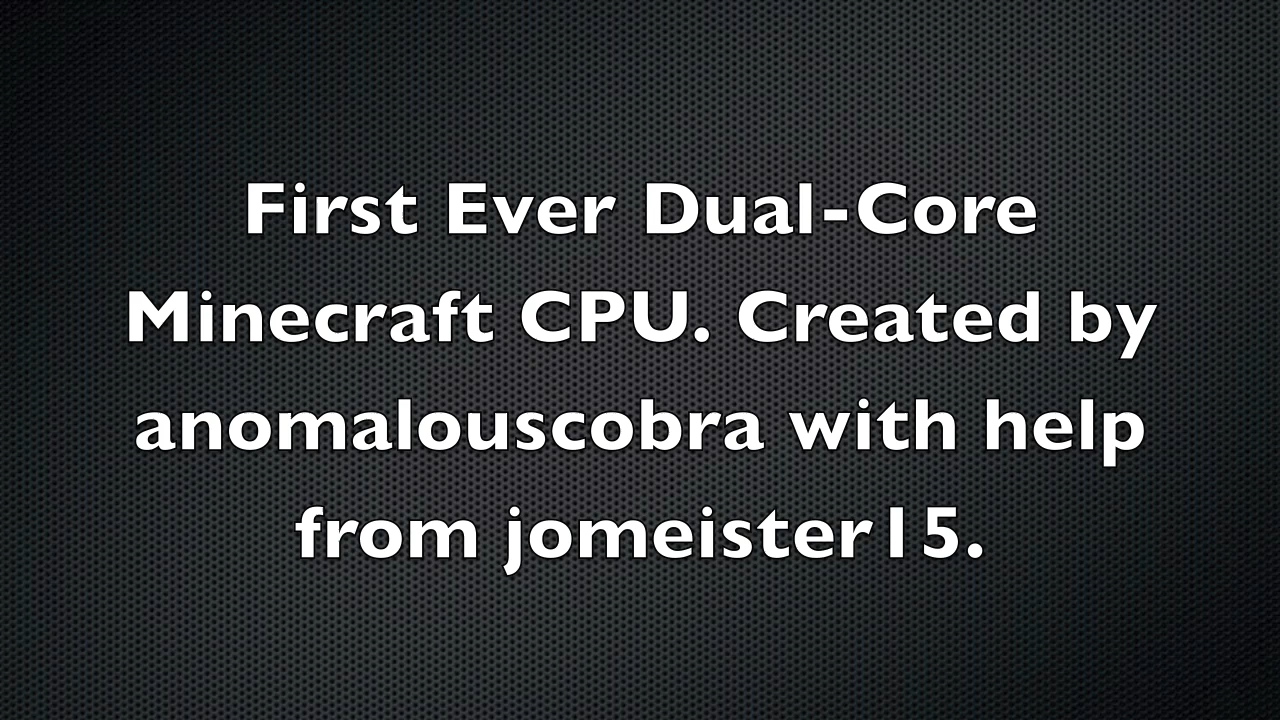 First Ever Dual-Core
Minecraft CPU. Created by
anomalouscobra with help
from jomeister15.